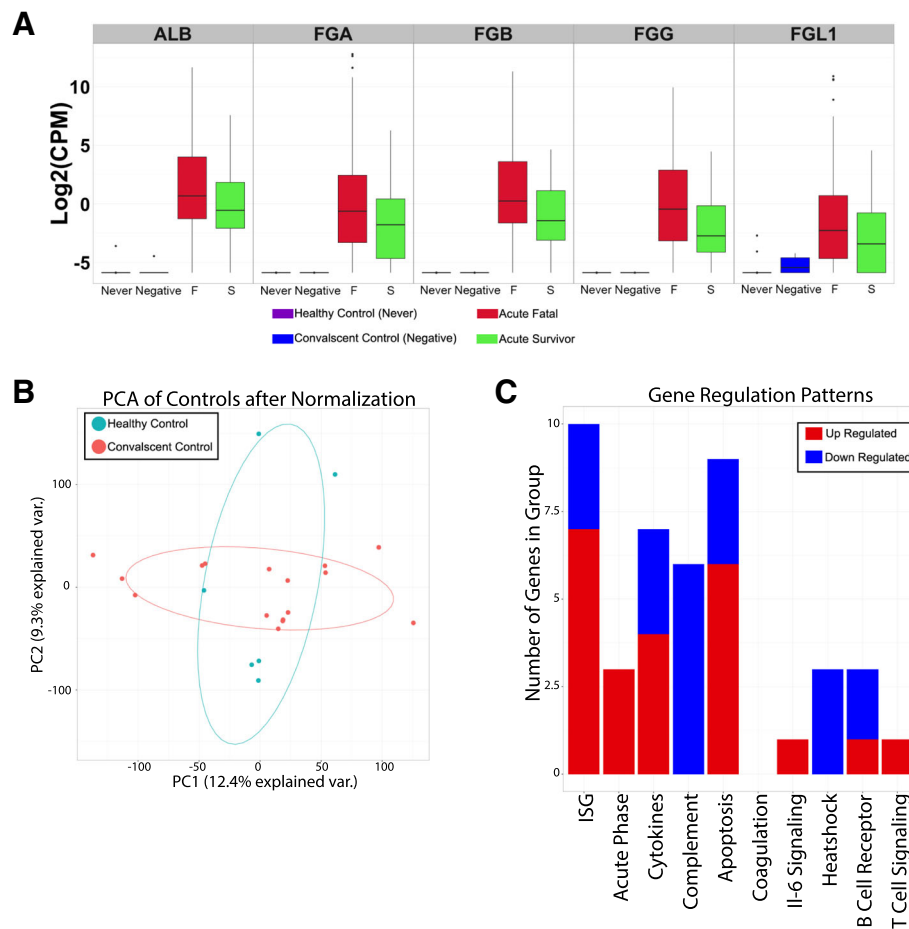 A
ALB FGA FGB FGG FGL1
Log2(CPM)
10
5
0
-5
Never Negative F S Never Negative F S Never Negative F S Never Negative F S Never Negative F S
Healthy Control (Never) Acute Fatal
Convalscent Control (Negative) Acute Survivor
B
PCA of Controls after Normalization
Healthy Control
Convalscent Control
PC2 (9.3% explained var.)
100
0
-100
-100 -50 0 50 100
PC1 (12.4% explained var.)
C
Gene Regulation Patterns
Up Regulated
Down Regulated
Number of Genes in Group
10
7.5
5
2.5
0
ISG
Acute Phase
Cytokines
Complement
Apoptosis
Coagulation
Il-6 Signaling
Heatshock
B Cell Receptor
T Cell Signaling